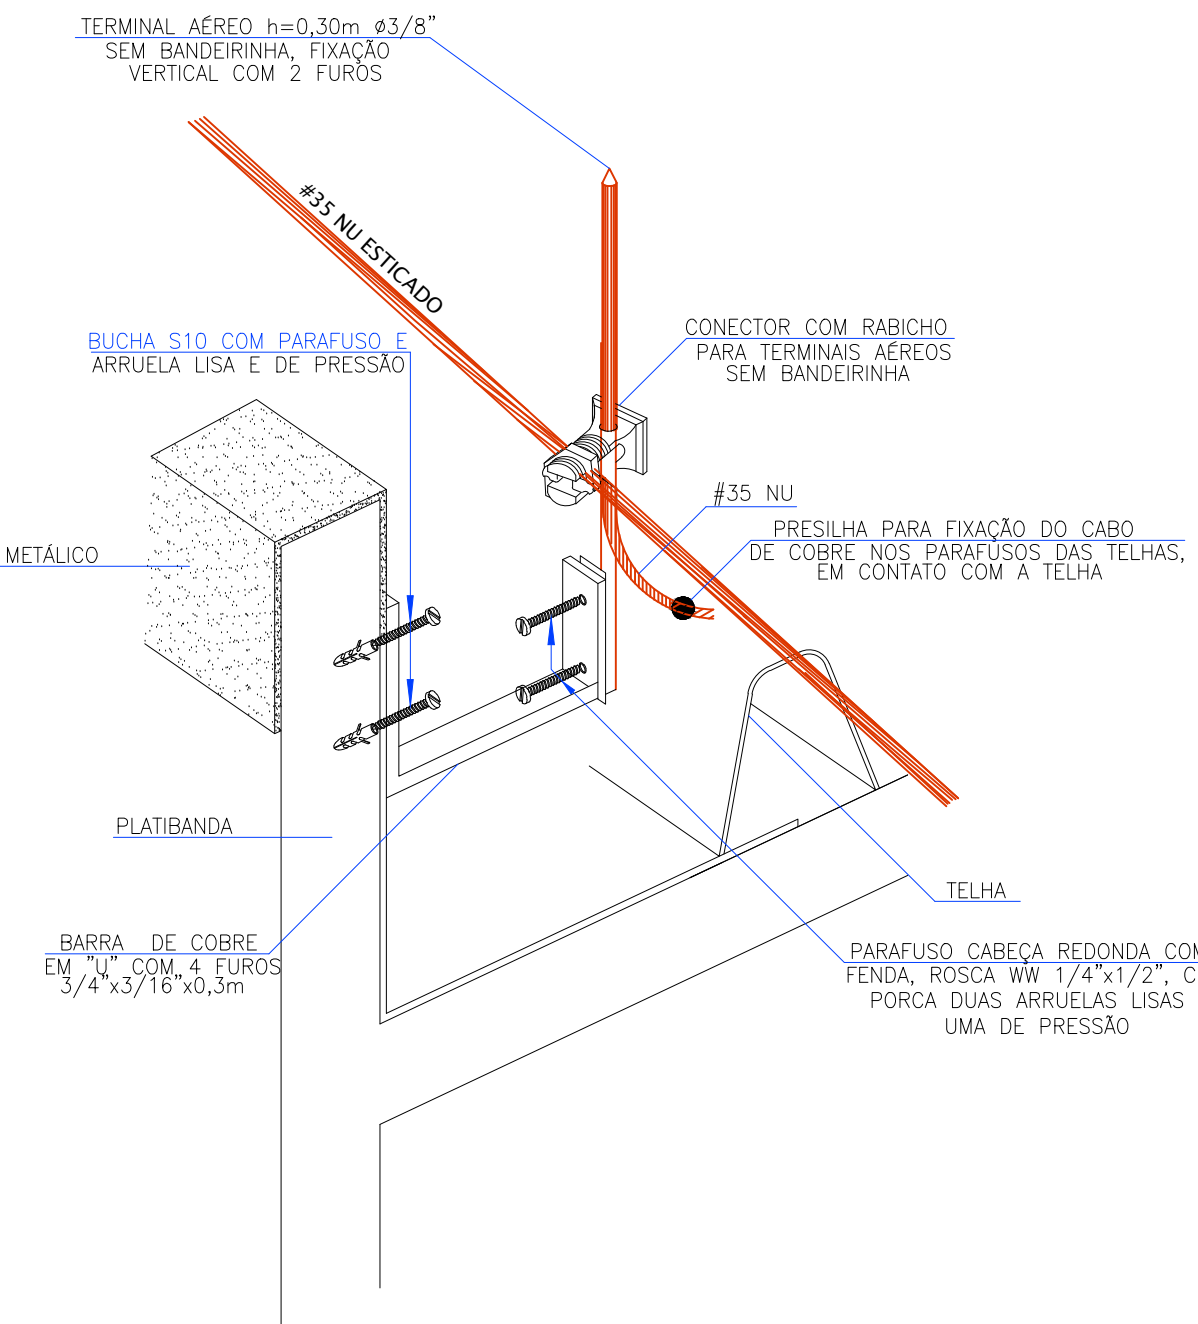 TERMINAL AÉREO h=0,30m ø3/8"
SEM BANDEIRINHA, FIXAÇÃO
VERTICAL COM 2 FUROS
#35 NU ESTICADO
BUCHA S10 COM PARAFUSO E
ARRUELA LISA E DE PRESSÃO
CONECTOR COM RABICHO
PARA TERMINAIS AÉREOS
SEM BANDEIRINHA
#35 NU
PRESILHA PARA FIXAÇÃO DO CABO
DE COBRE NOS PARAFUSOS DAS TELHAS,
EM CONTATO COM A TELHA
METÁLICO
PLATIBANDA
TELHA
BARRA DE COBRE
EM "U" COM 4 FUROS
3/4"x3/16"x0,3m
PARAFUSO CABEÇA REDONDA
FENDA, ROSCA WW 1/4"x1/2",
PORCA DUAS ARRUELAS LISAS
UMA DE PRESSÃO